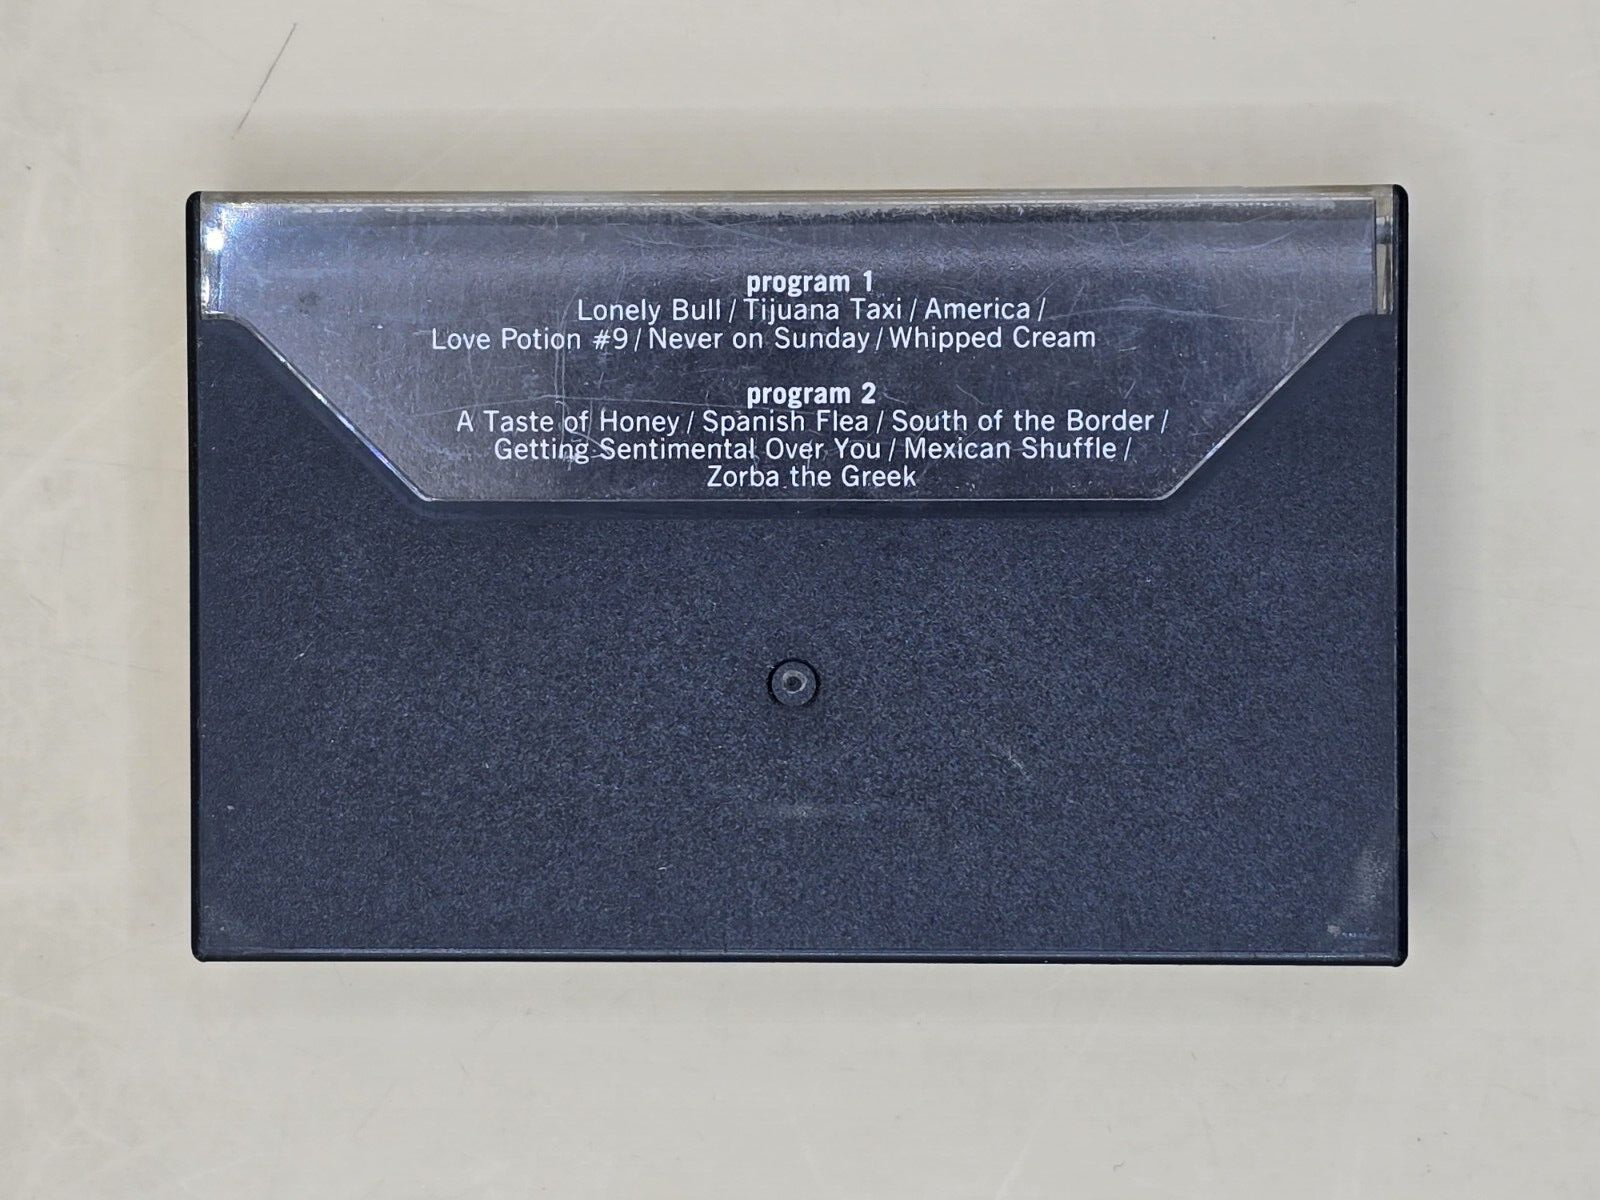 program 1
Lonely Bull / Tijuana Taxi / America /
Love Potion #9 / Never on Sunday / Whipped Cream
program 2
A Taste of Honey / Spanish Flea / South of the Border /
Getting Sentimental Over You / Mexican Shuffle /
Zorba the Greek